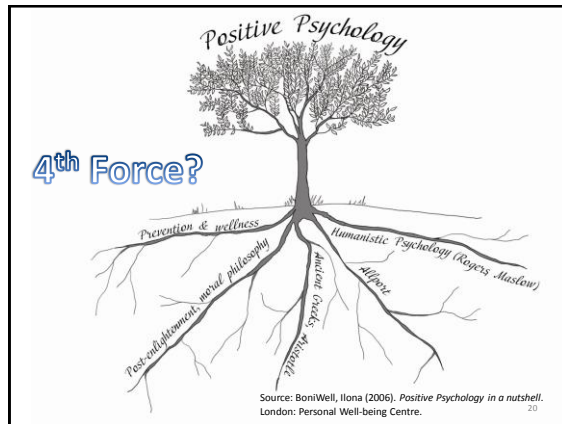 Positive Psychology
4th Force?
Prevention & wellness
Humanistic Psychology (Rogers, Maslow)
Post-enlightenment, moral philosophy
Ancient Greeks, Aristotle
Allport
Source: BoniWell, Ilona (2006). Positive Psychology in a nutshell.
London: Personal Well-being Centre.
20